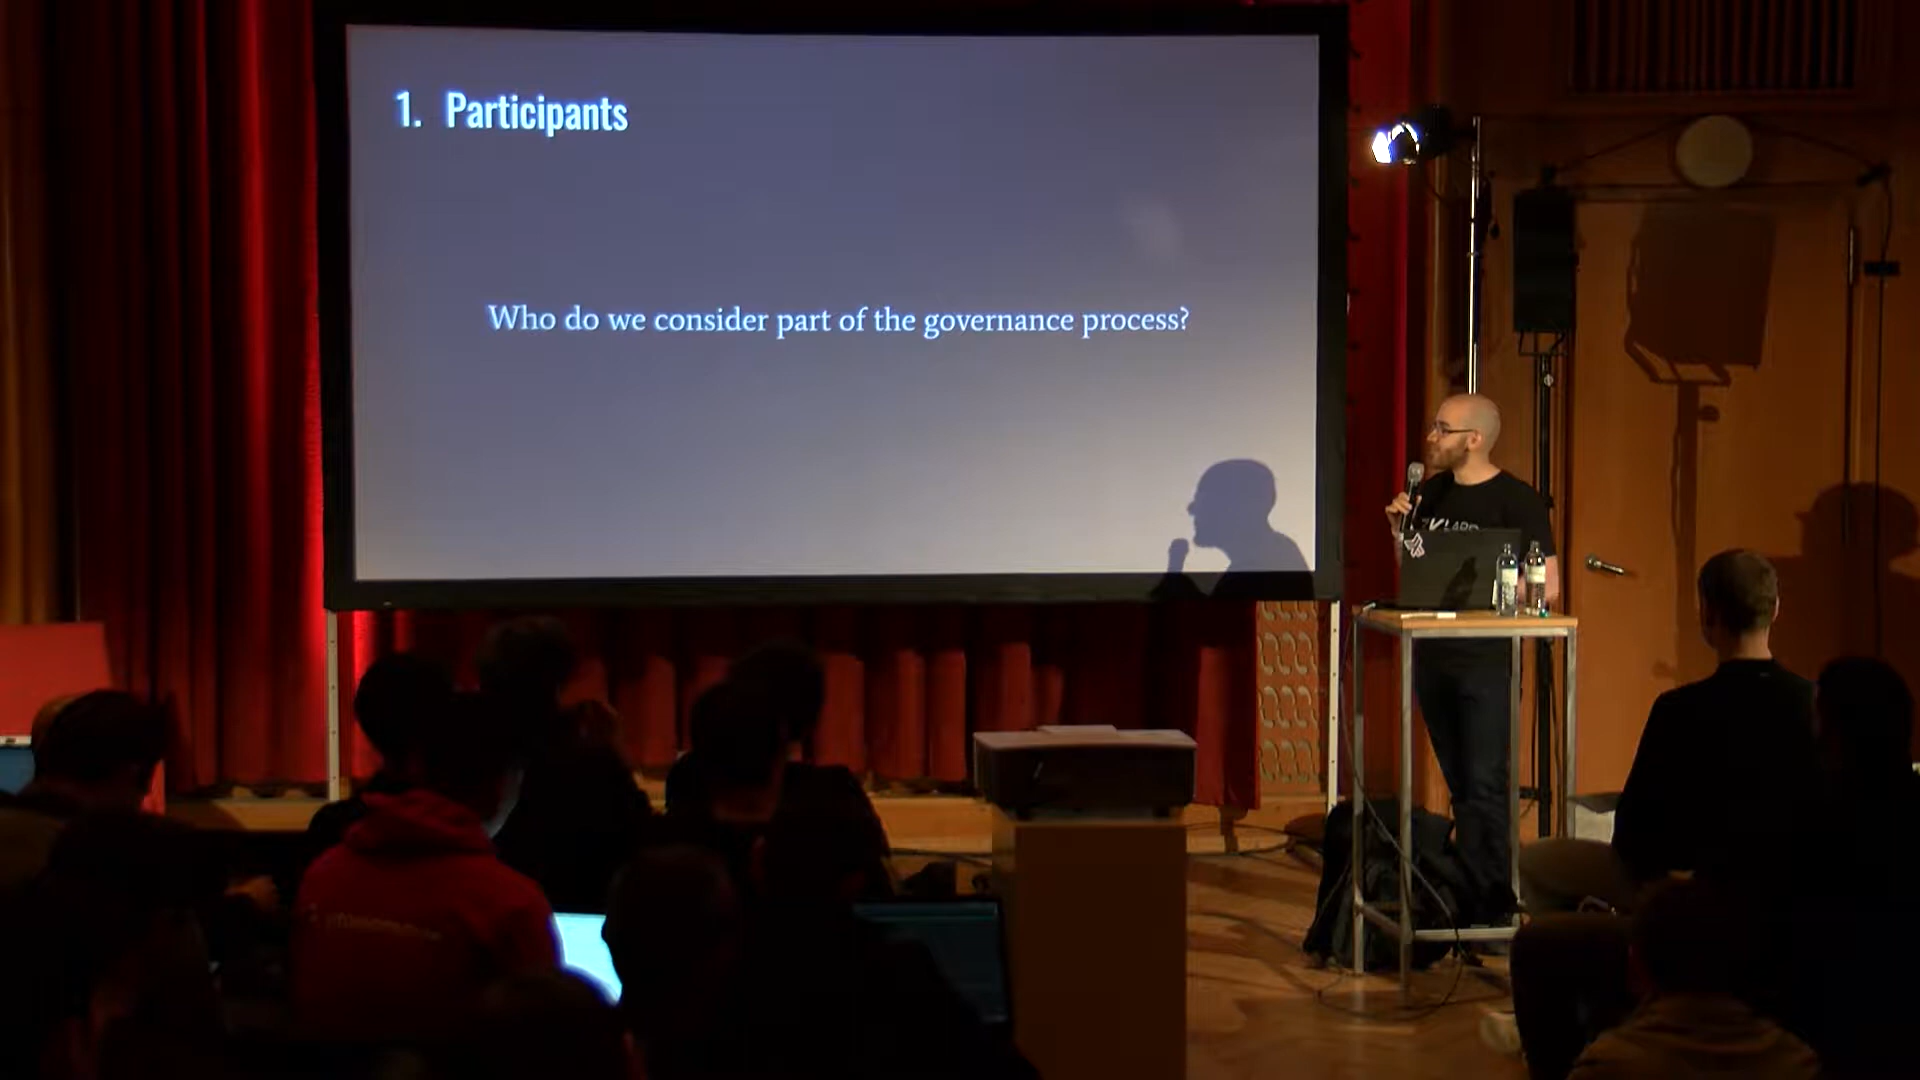 1. Participants
Who do we consider part of the governance process?